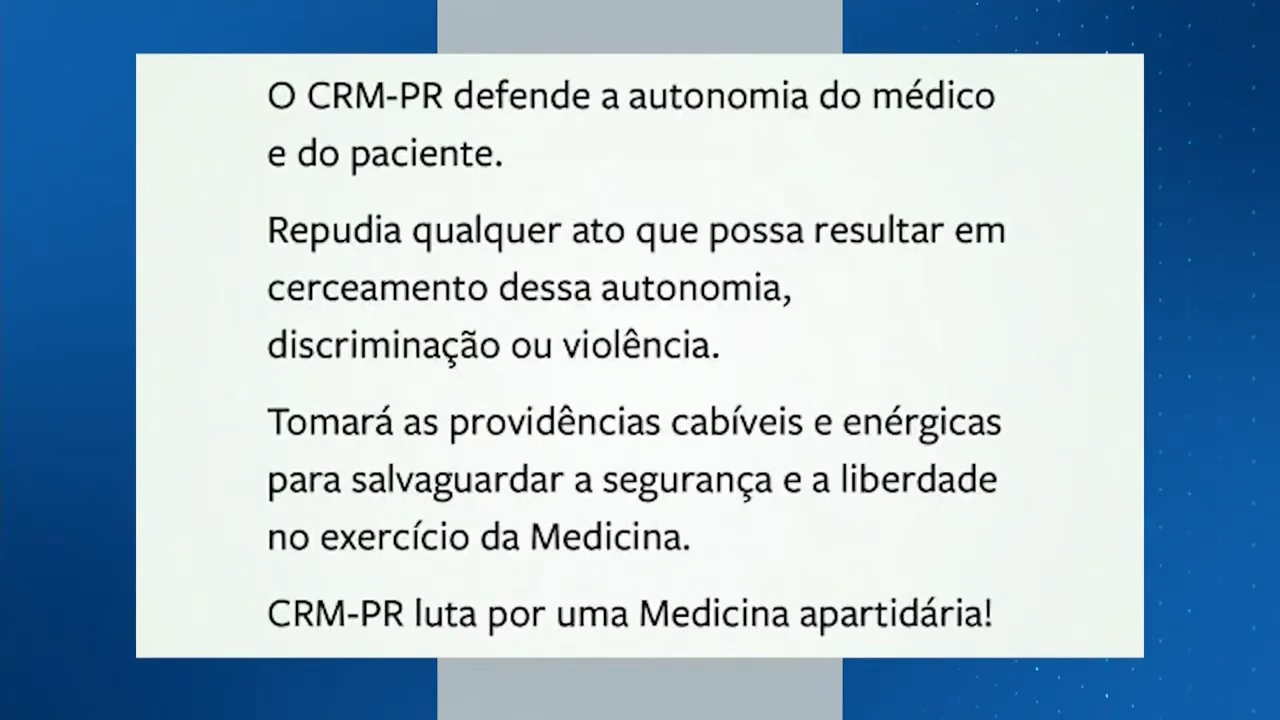 O CRM-PR defende a autonomia do médico
e do paciente.
Repudia qualquer ato que possa resultar em
cerceamento dessa autonomia,
discriminação ou violência.
Tomará as providências cabíveis e enérgicas
para salvaguardar a segurança e a liberdade
no exercício da Medicina.
CRM-PR luta por uma Medicina apartidária!